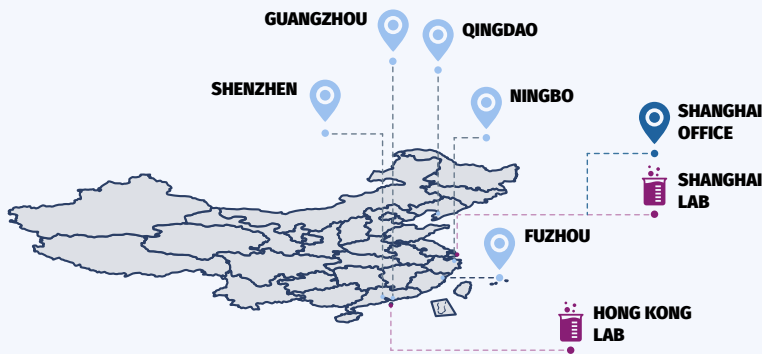 GUANGZHOU
QINGDAO
SHENZHEN
NINGBO
SHANGHAI
OFFICE
SHANGHAI
LAB
FUZHOU
HONG KONG
LAB